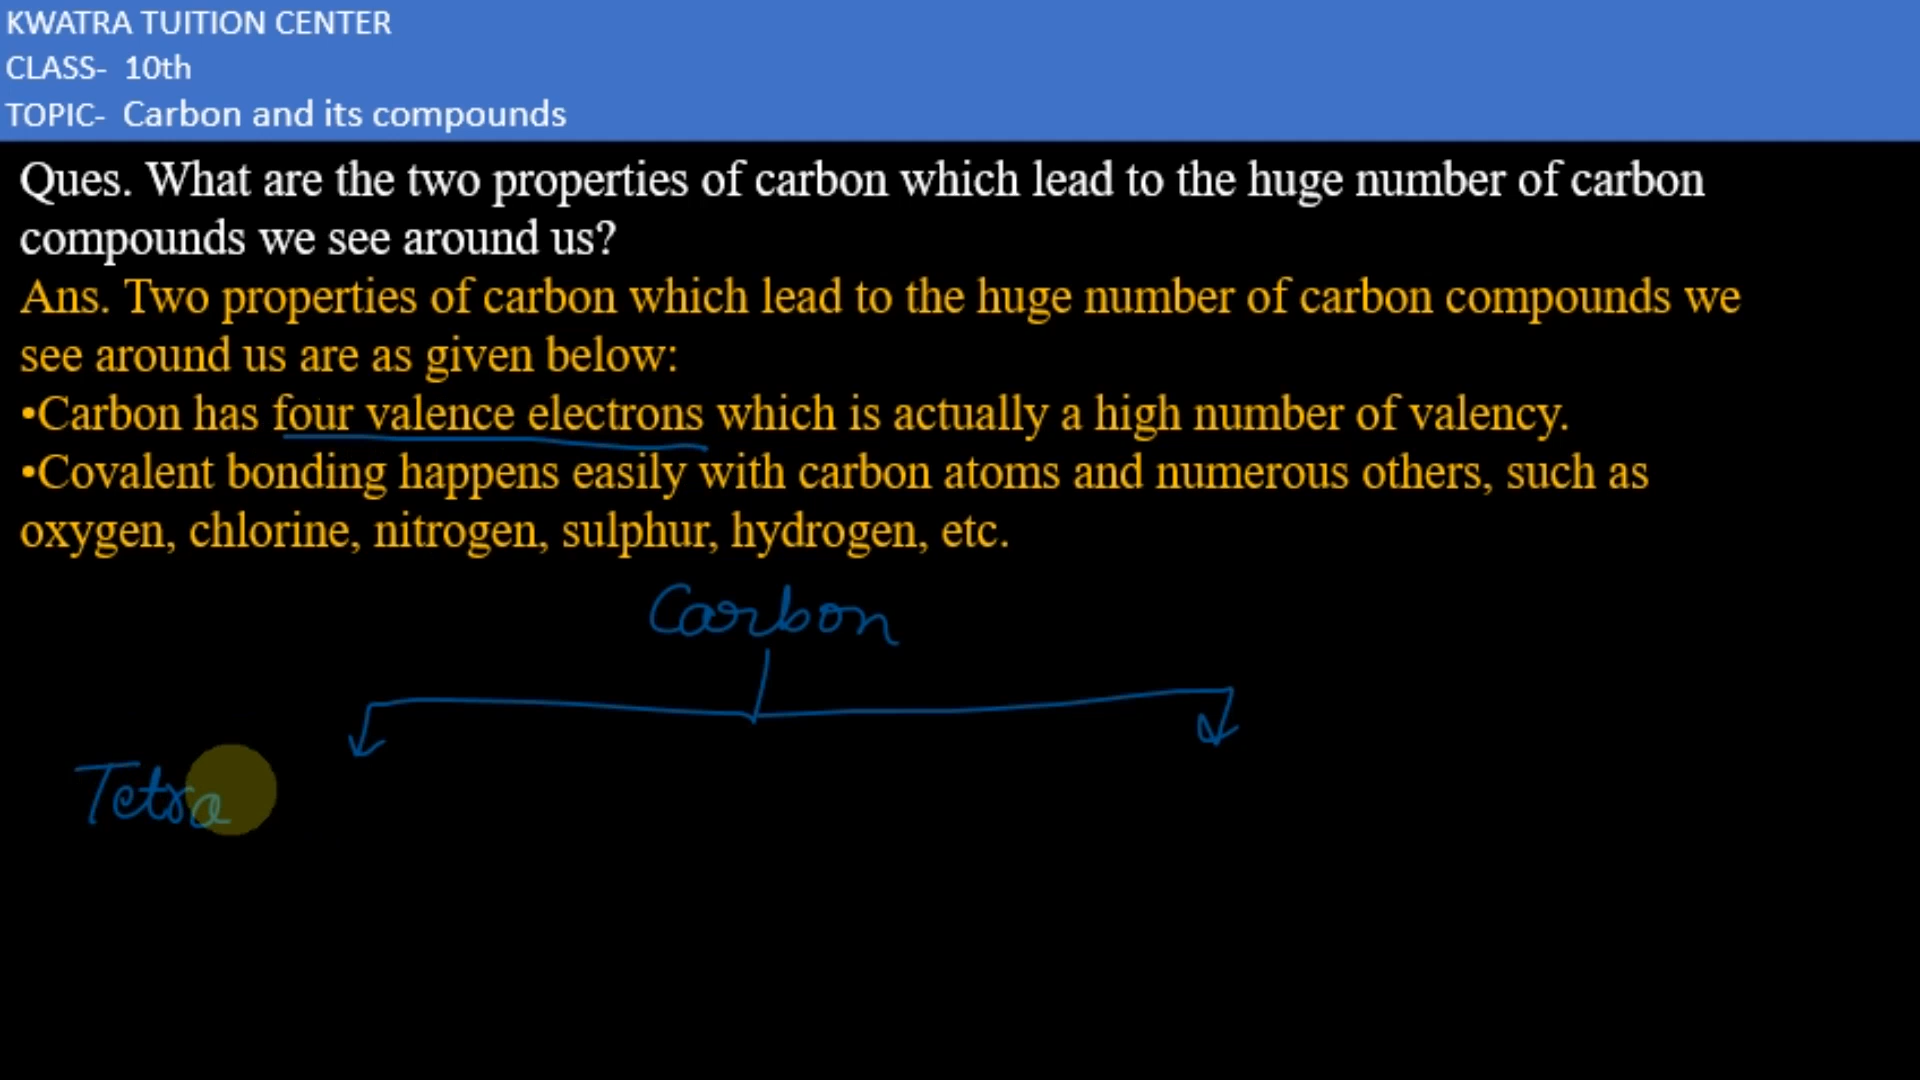 KWATRA TUITION CENTER
CLASS- 10th
TOPIC- Carbon and its compounds
Ques. What are the two properties of carbon which lead to the huge number of carbon
compounds we see around us?
Ans. Two properties of carbon which lead to the huge number of carbon compounds we
see around us are as given below:
•Carbon has four valence electrons which is actually a high number of valency.
•Covalent bonding happens easily with carbon atoms and numerous others, such as
oxygen, chlorine, nitrogen, sulphur, hydrogen, etc.
Carbon
Tetra